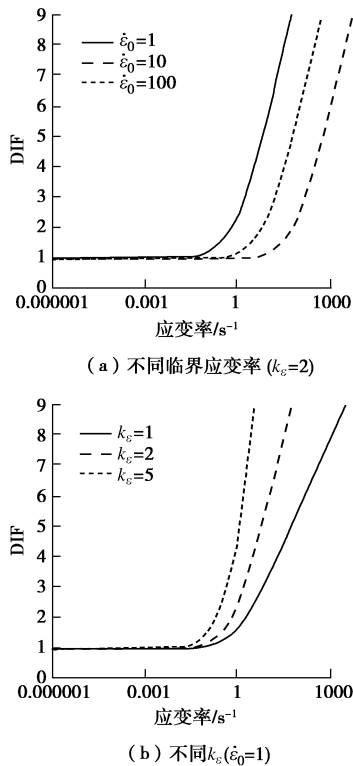 9
8
7
6
5
4
3
2
1
0
DIF
ε̇₀=1
ε̇₀=10
ε̇₀=100
0.000001 0.001 1 1000
应变率/s⁻¹
（a）不同临界应变率 (kε=2)
9
8
7
6
5
4
3
2
1
0
DIF
kε=1
kε=2
kε=5
0.000001 0.001 1 1000
应变率/s⁻¹
（b）不同kε(ε̇₀=1)